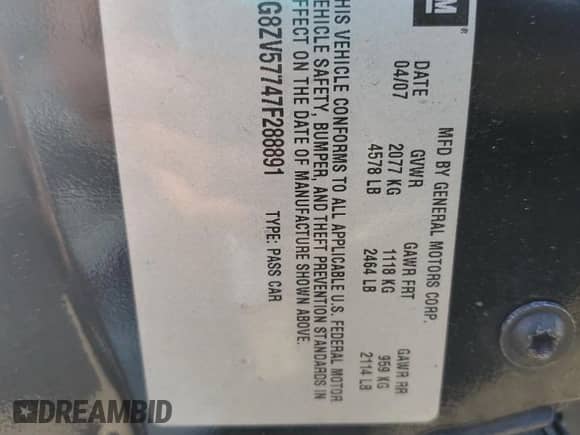 GM
MFD BY GENERAL MOTORS CORP.
DATE GVWR GAWR FRT GAWR RR
04/07 2077 KG 1118 KG 959 KG
4578 LB 2464 LB 2114 LB
THIS VEHICLE CONFORMS TO ALL APPLICABLE U.S. FEDERAL MOTOR
VEHICLE SAFETY, BUMPER, AND THEFT PREVENTION STANDARDS IN
EFFECT ON THE DATE OF MANUFACTURE SHOWN ABOVE.
G8ZV57747F288891 TYPE: PASS CAR
DREAMBID